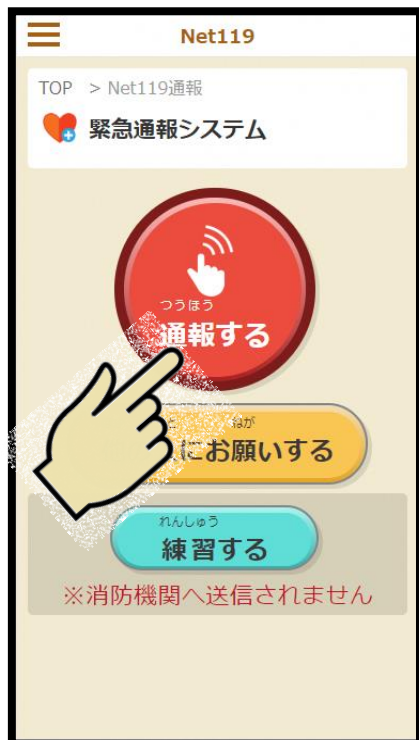 Net119
TOP > Net119通報
緊急通報システム
つうほう
通報する
と ねが
にお願いする
れんしゅう
練習する
※消防機関へ送信されません